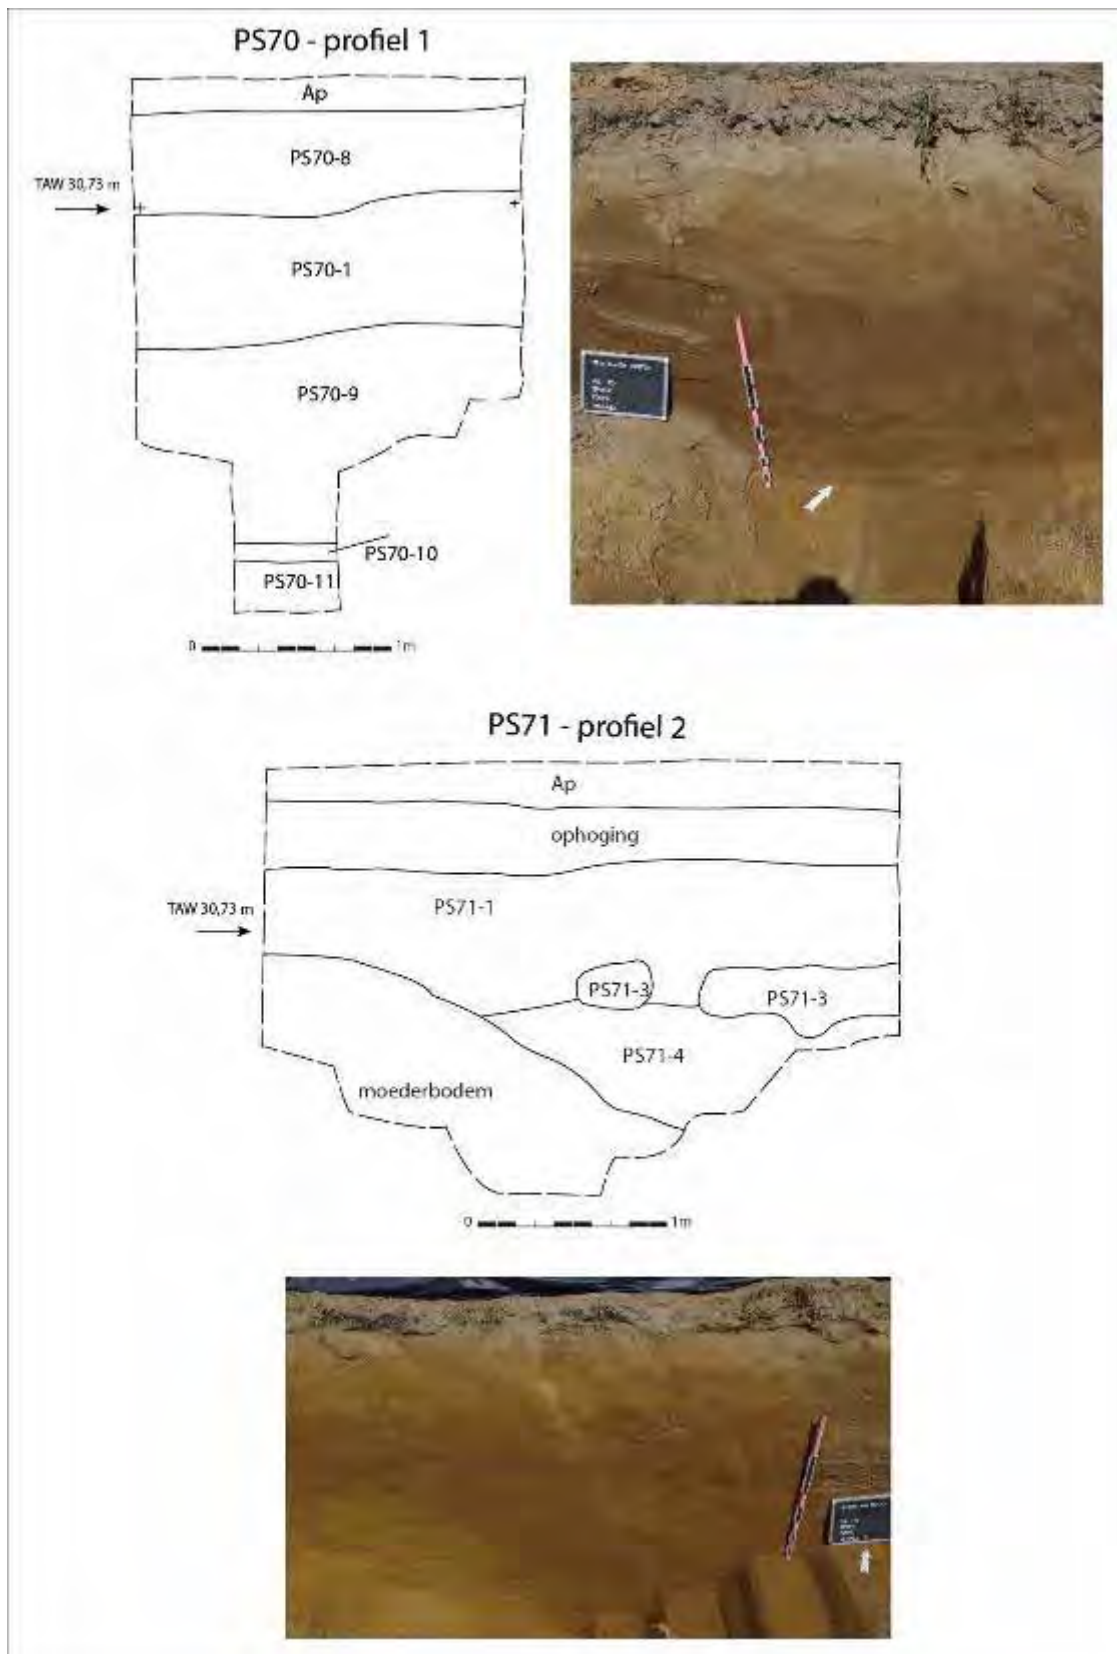 PS70 - profiel 1
Ap
PS70-8
TAW 30,73 m
PS70-1
PS70-9
PS70-10
PS70-11
0 1m
PS71 - profiel 2
Ap
ophoging
PS71-1
TAW 30,73 m
PS71-3
PS71-3
PS71-4
moederbodem
0 1m